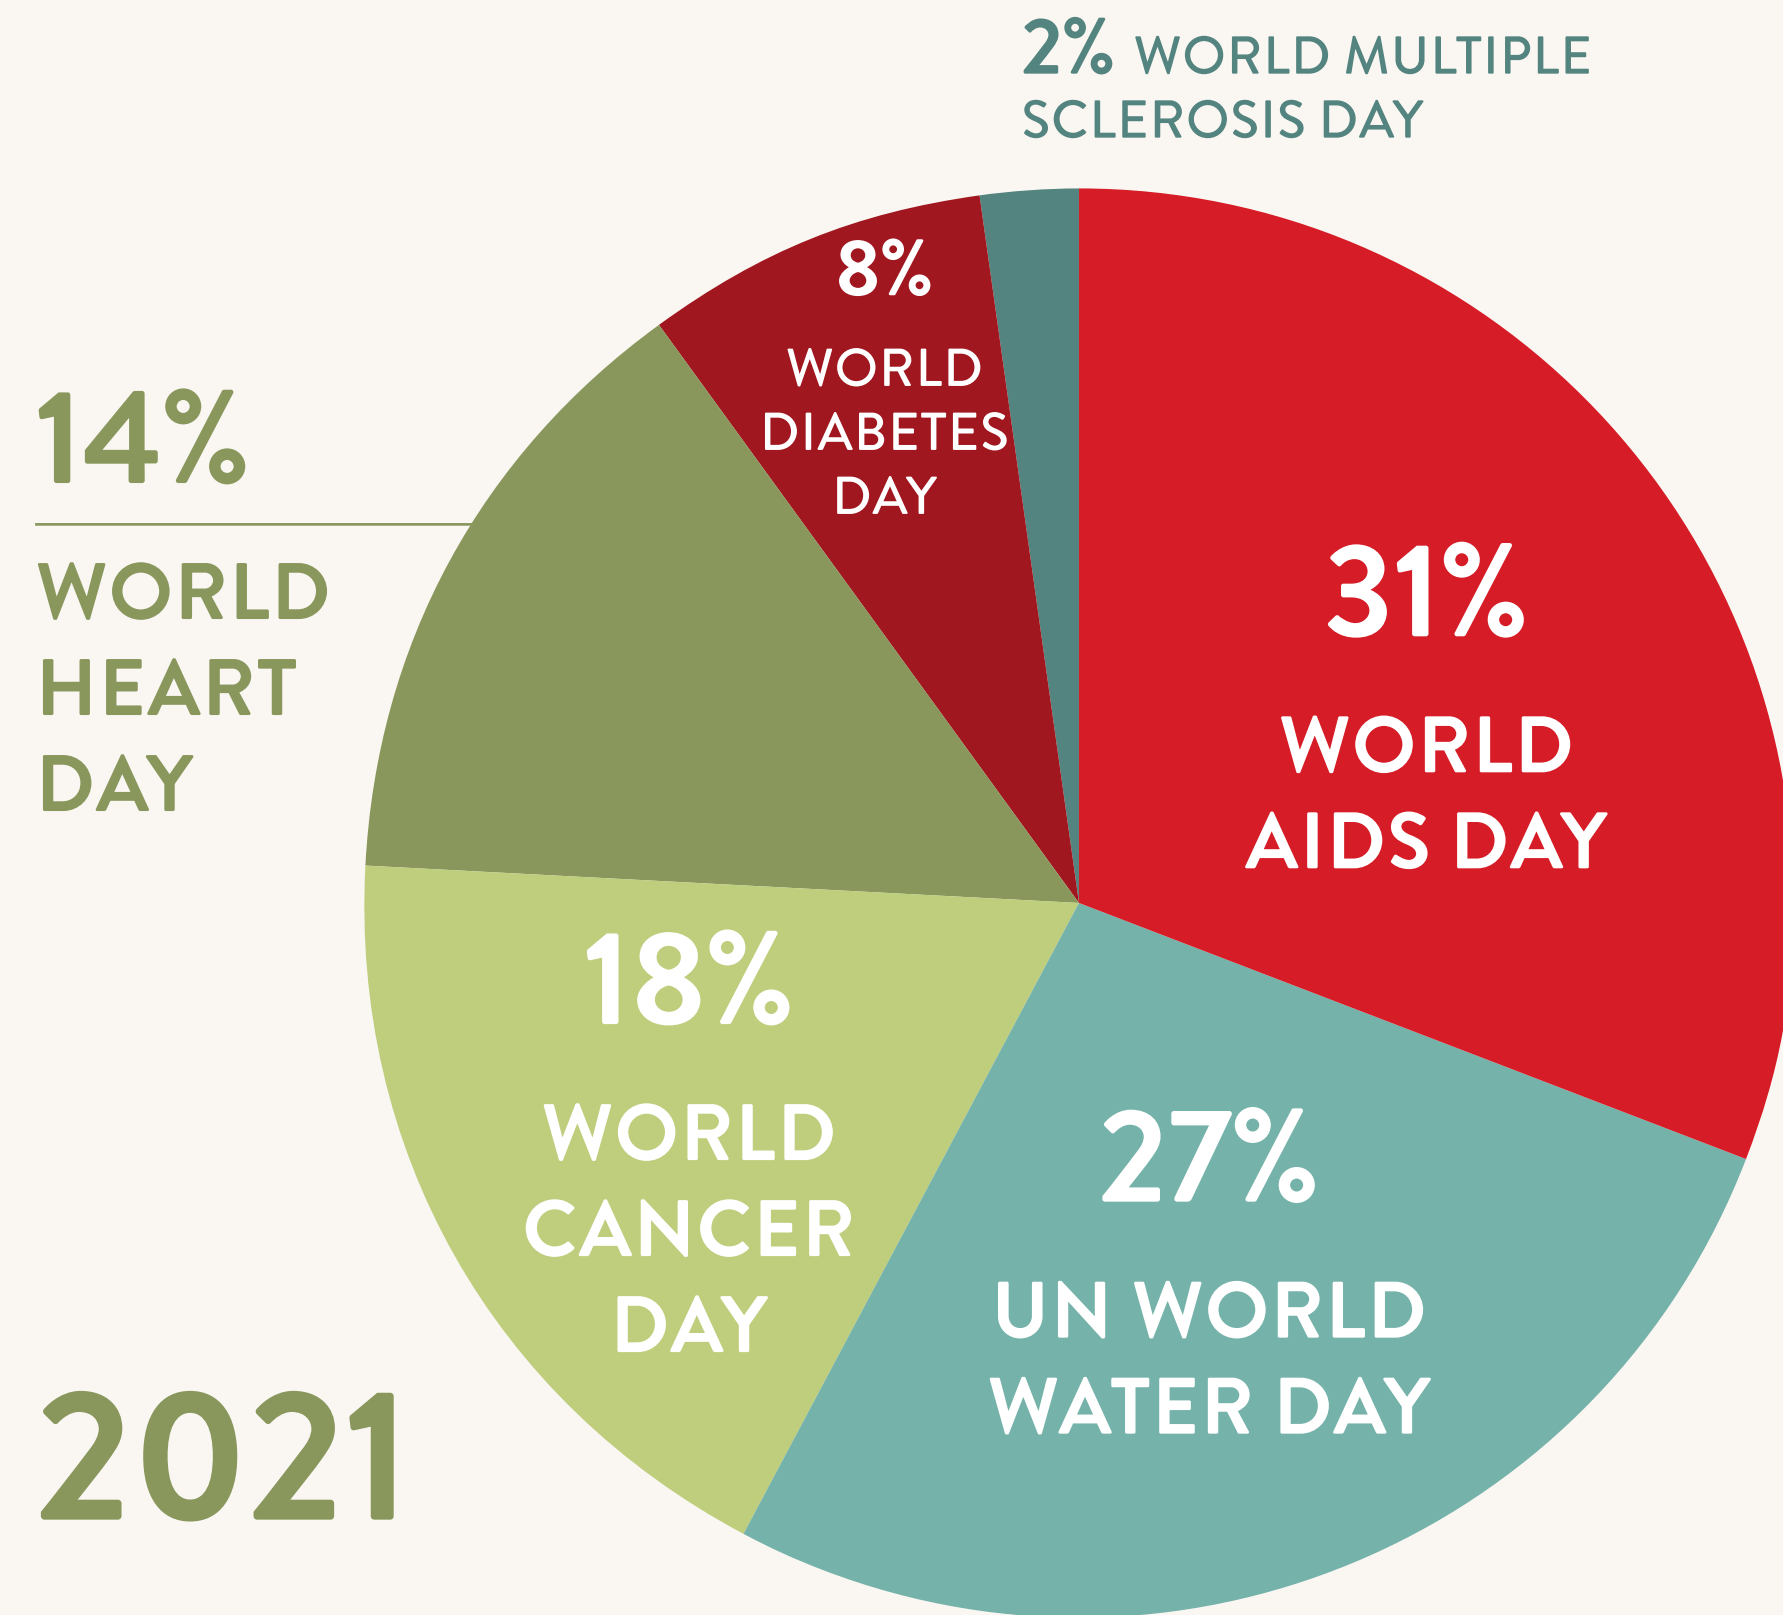 2% WORLD MULTIPLE
SCLEROSIS DAY
8%
WORLD
DIABETES
DAY
14%
WORLD
HEART
DAY
31%
WORLD
AIDS DAY
18%
WORLD
CANCER
DAY
27%
UN WORLD
WATER DAY
2021